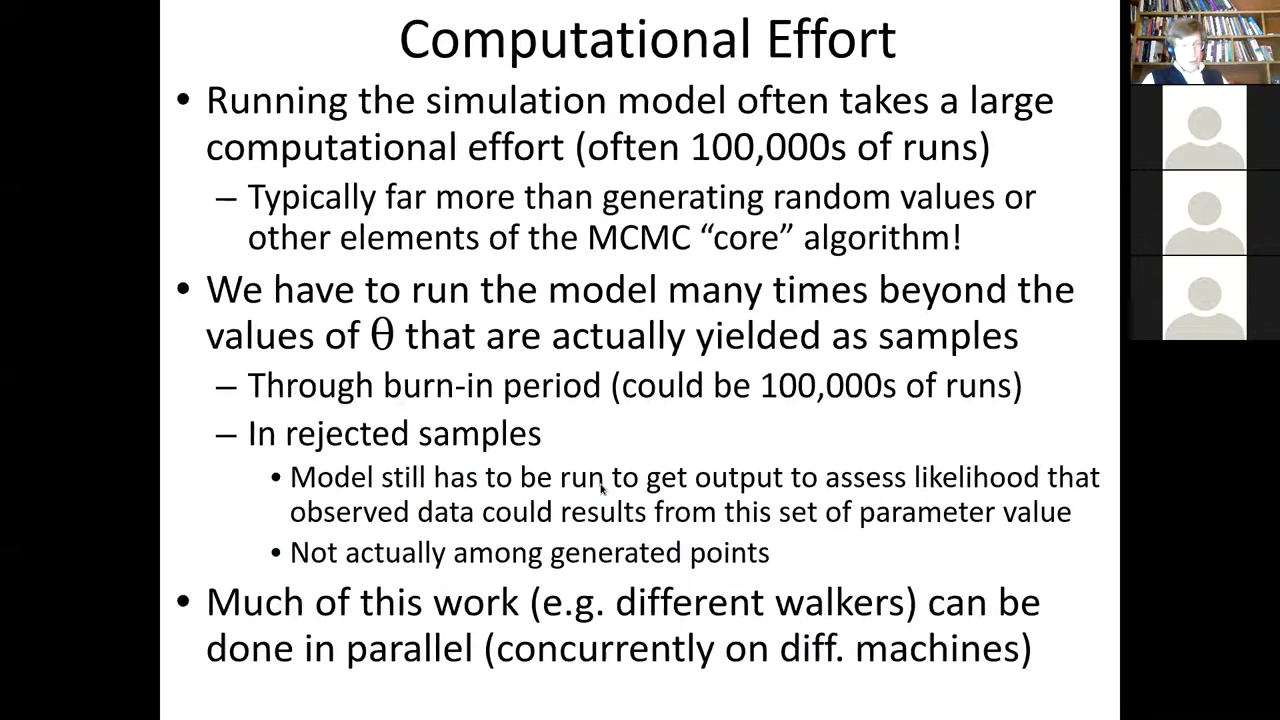 Computational Effort
• Running the simulation model often takes a large
computational effort (often 100,000s of runs)
– Typically far more than generating random values or
other elements of the MCMC “core” algorithm!
• We have to run the model many times beyond the
values of θ that are actually yielded as samples
– Through burn-in period (could be 100,000s of runs)
– In rejected samples
• Model still has to be run to get output to assess likelihood that
observed data could results from this set of parameter value
• Not actually among generated points
• Much of this work (e.g. different walkers) can be
done in parallel (concurrently on diff. machines)